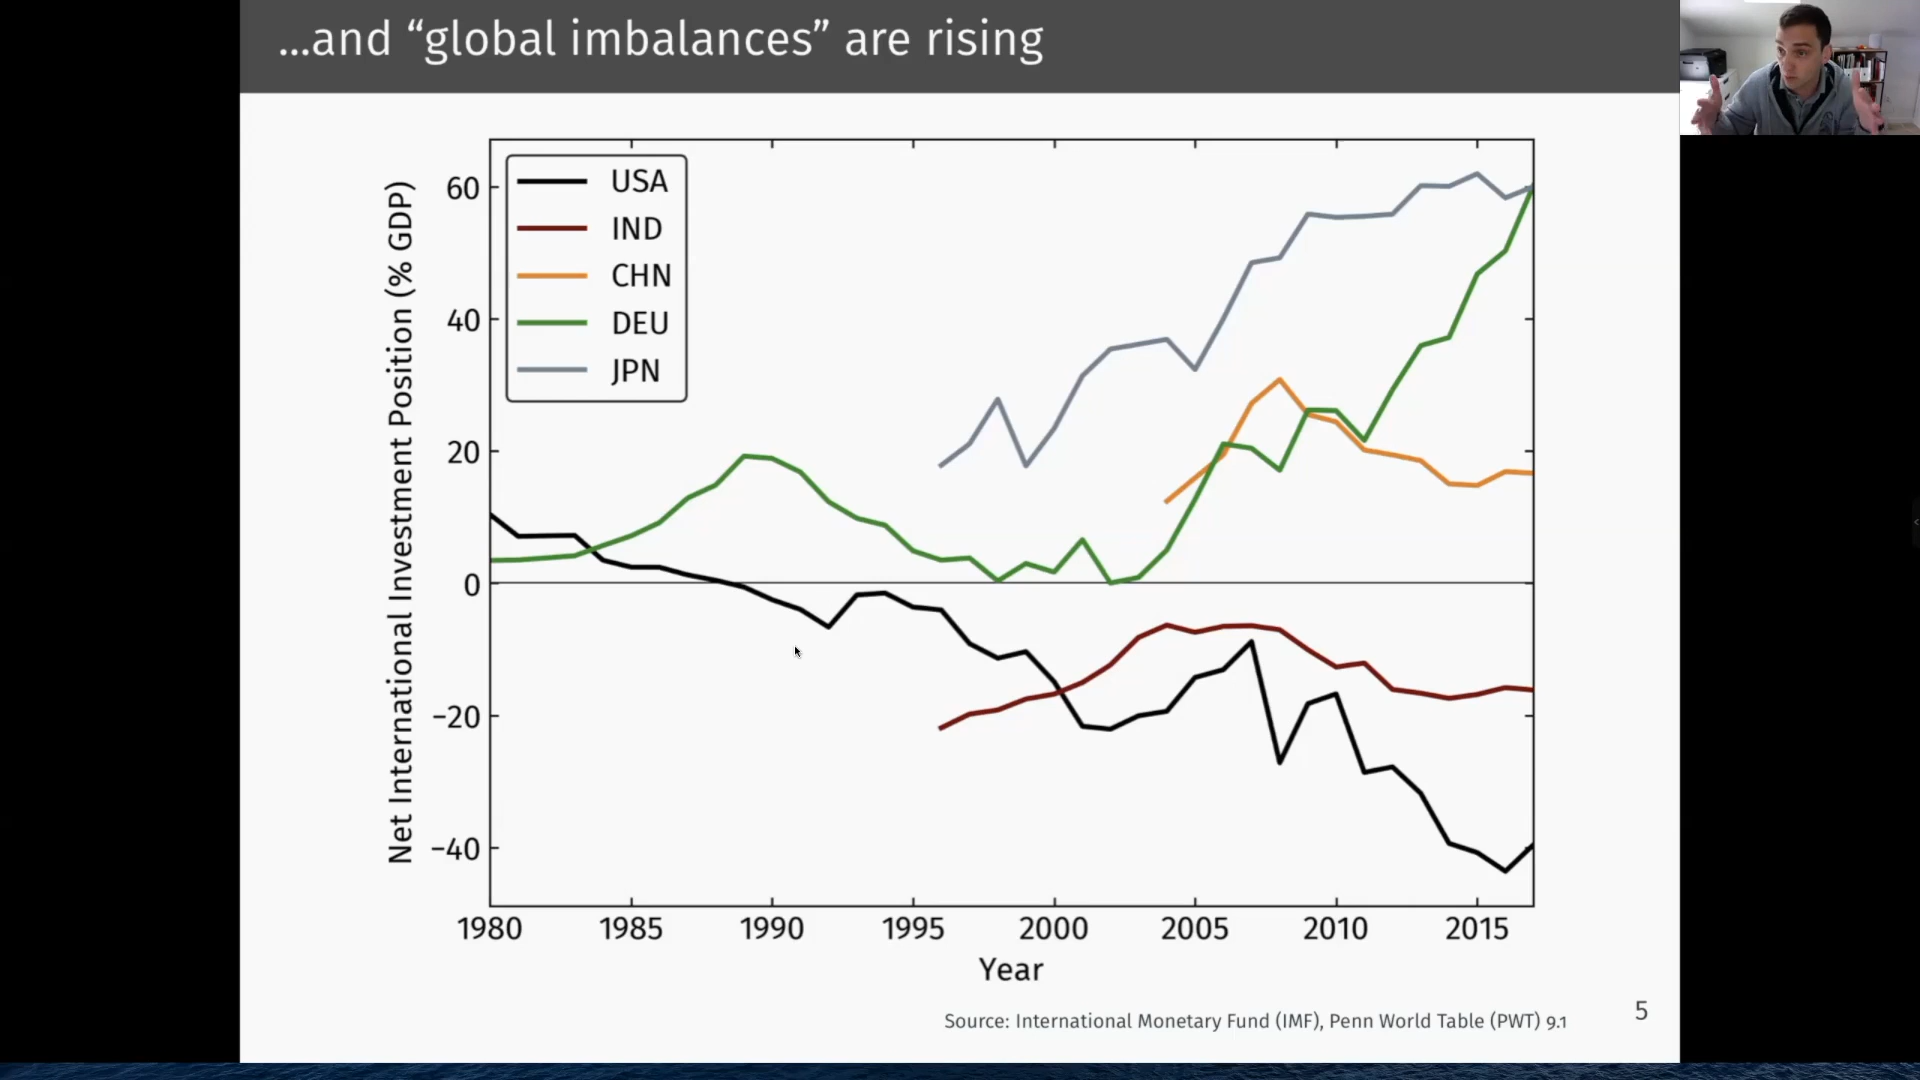 ...and “global imbalances” are rising
USA
IND
CHN
DEU
JPN
Net International Investment Position (% GDP)
60
40
20
0
−20
−40
1980 1985 1990 1995 2000 2005 2010 2015
Year
Source: International Monetary Fund (IMF), Penn World Table (PWT) 9.1
5